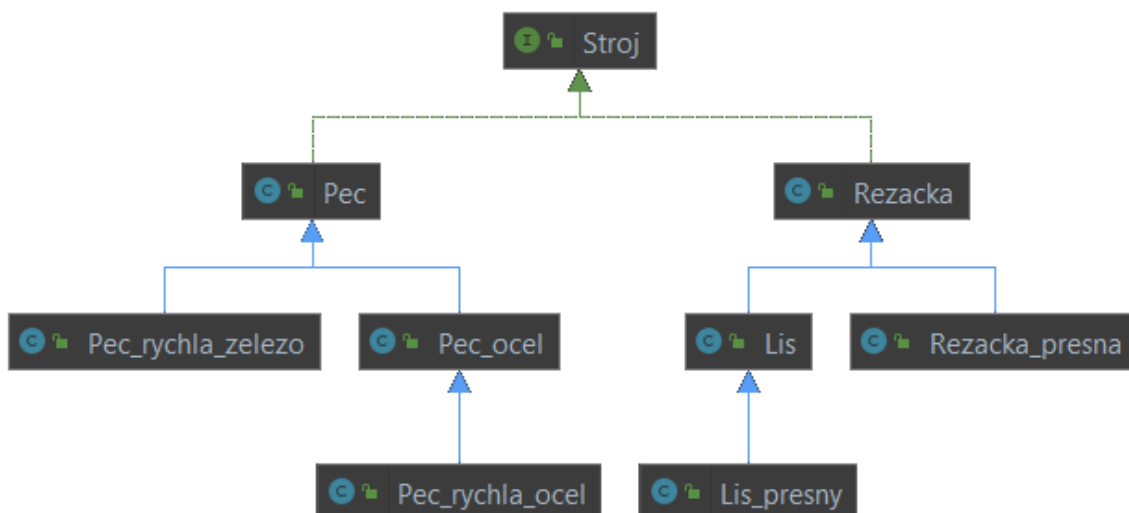 Stroj
Pec
Rezacka
Pec_rychla_zelezo
Pec_ocel
Lis
Rezacka_presna
Pec_rychla_ocel
Lis_presny